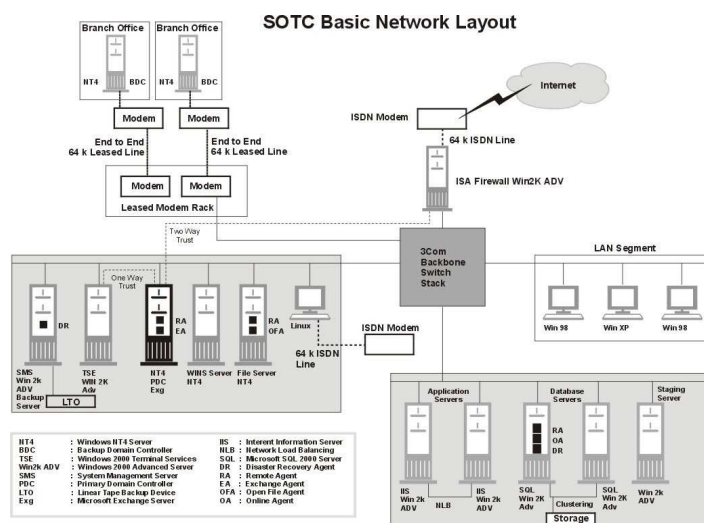 SOTC Basic Network Layout
Branch Office
Branch Office
NT4
BDC
NT4
BDC
Modem
Modem
End to End
64 k Leased Line
End to End
64 k Leased Line
Modem
Modem
Leased Modem Rack
Internet
ISDN Modem
64 k ISDN Line
ISA Firewall Win2K ADV
Two Way
Trust
3Com
Backbone
Switch
Stack
LAN Segment
Win 98
Win XP
Win 98
One Way
Trust
DR
RA
EA
RA
OFA
Linux
SMS
Win 2k
ADV
Backup
Server
TSE
WIN 2K
Adv
NT4
PDC
Exg
WINS Server
NT4
File Server
NT4
LTO
64 k ISDN
Line
ISDN Modem
Application
Servers
Database
Servers
Staging
Server
RA
OA
DR
IIS
Win 2K
Adv
NLB
IIS
Win 2K
Adv
SQL
Win 2K
Adv
Clustering
SQL
Win 2K
Adv
Win 2K
Adv
Storage
NT4 : Windows NT4 Server
BDC : Backup Domain Controller
TSE : Windows 2000 Terminal Services
Win2k ADV : Windows 2000 Advanced Server
SMS : System Management Server
PDC : Primary Domain Controller
LTO : Linear Tape Backup Device
Exg : Microsoft Exchange Server
IIS : Interent Information Server
NLB : Network Load Balancing
SQL : Microsoft SQL 2000 Server
DR : Disaster Recovery Agent
RA : Remote Agent
EA : Exchange Agent
OFA : Open File Agent
OA : Online Agent